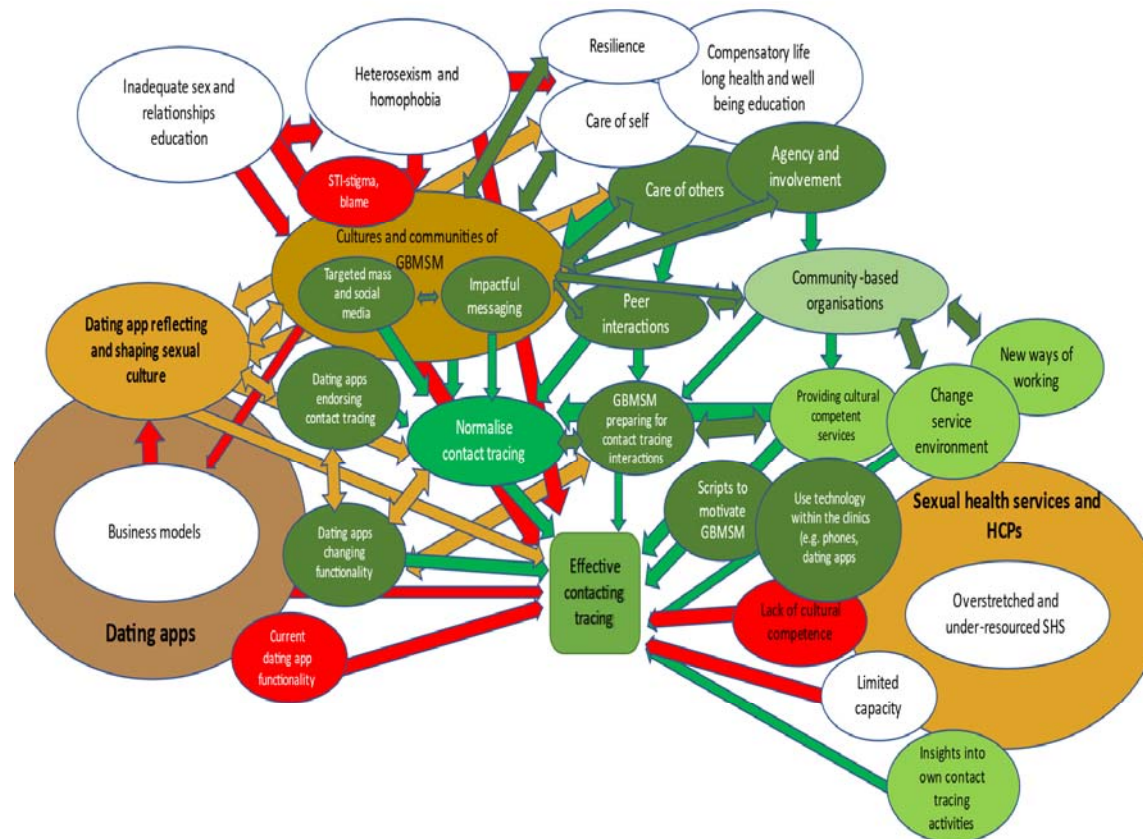 Resilience
Compensatory life
long health and well
being education
Heterosexism and
homophobia
Inadequate sex and
relationships
education
Care of self
Agency and
involvement
STI-stigma,
blame
Care of others
Cultures and communities of
GBMSM
Targeted mass
and social
media
Impactful
messaging
Community -based
organisations
Peer
interactions
Dating app reflecting
and shaping sexual
culture
New ways of
working
Dating apps
endorsing
contact tracing
Normalise
contact tracing
GBMSM
preparing for
contact tracing
interactions
Providing cultural
competent
services
Change
service
environment
Scripts to
motivate
GBMSM
Use technology
within the clinics
(e.g. phones,
dating apps
Sexual health services and
HCPs
Business models
Dating apps
changing
functionality
Effective
contacting
tracing
Overstretched and
under-resourced SHS
Lack of cultural
competence
Dating apps
Current
dating app
functionality
Limited
capacity
Insights into
own contact
tracing
activities